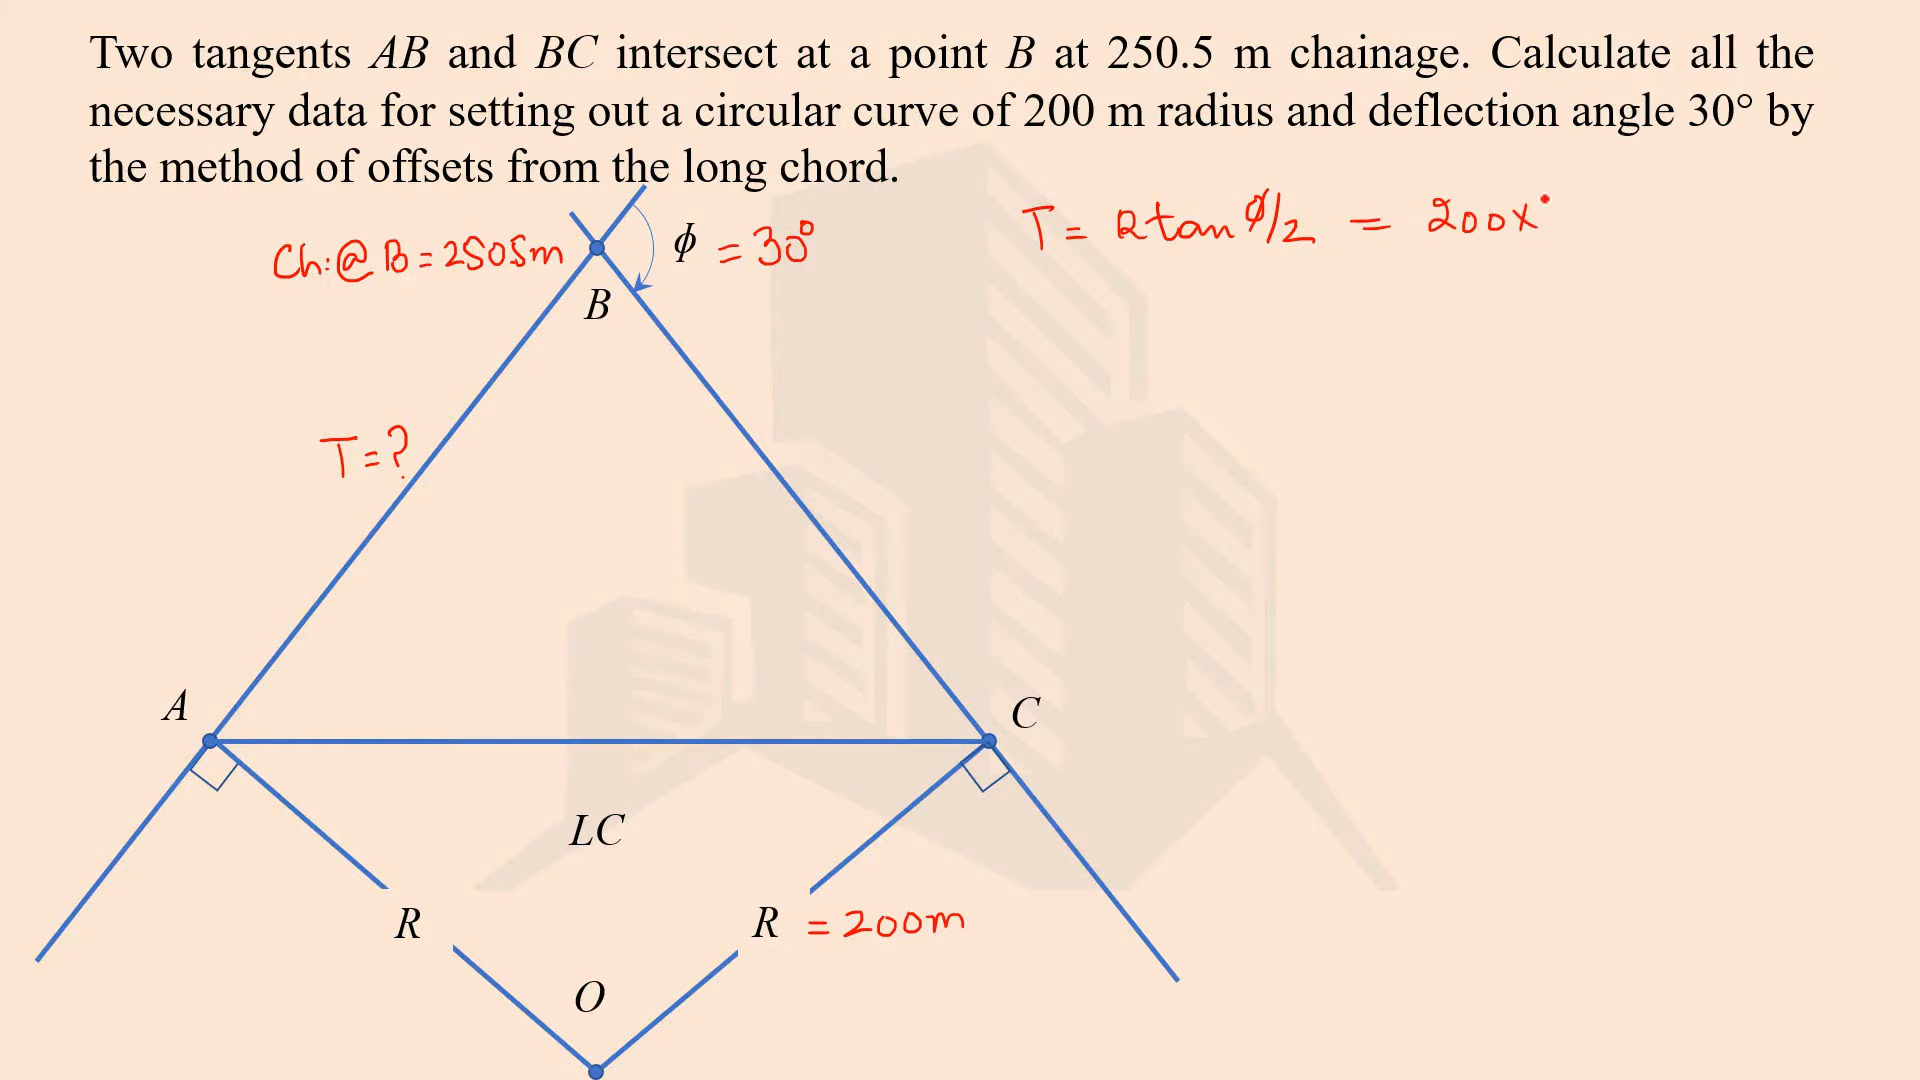 Two tangents AB and BC intersect at a point B at 250.5 m chainage. Calculate all the
necessary data for setting out a circular curve of 200 m radius and deflection angle 30° by
the method of offsets from the long chord.
T = R tan ϕ/2 = 200x
Ch:@ B = 250.5m
ϕ = 30°
B
T = ?
A
C
LC
R
R = 200m
O